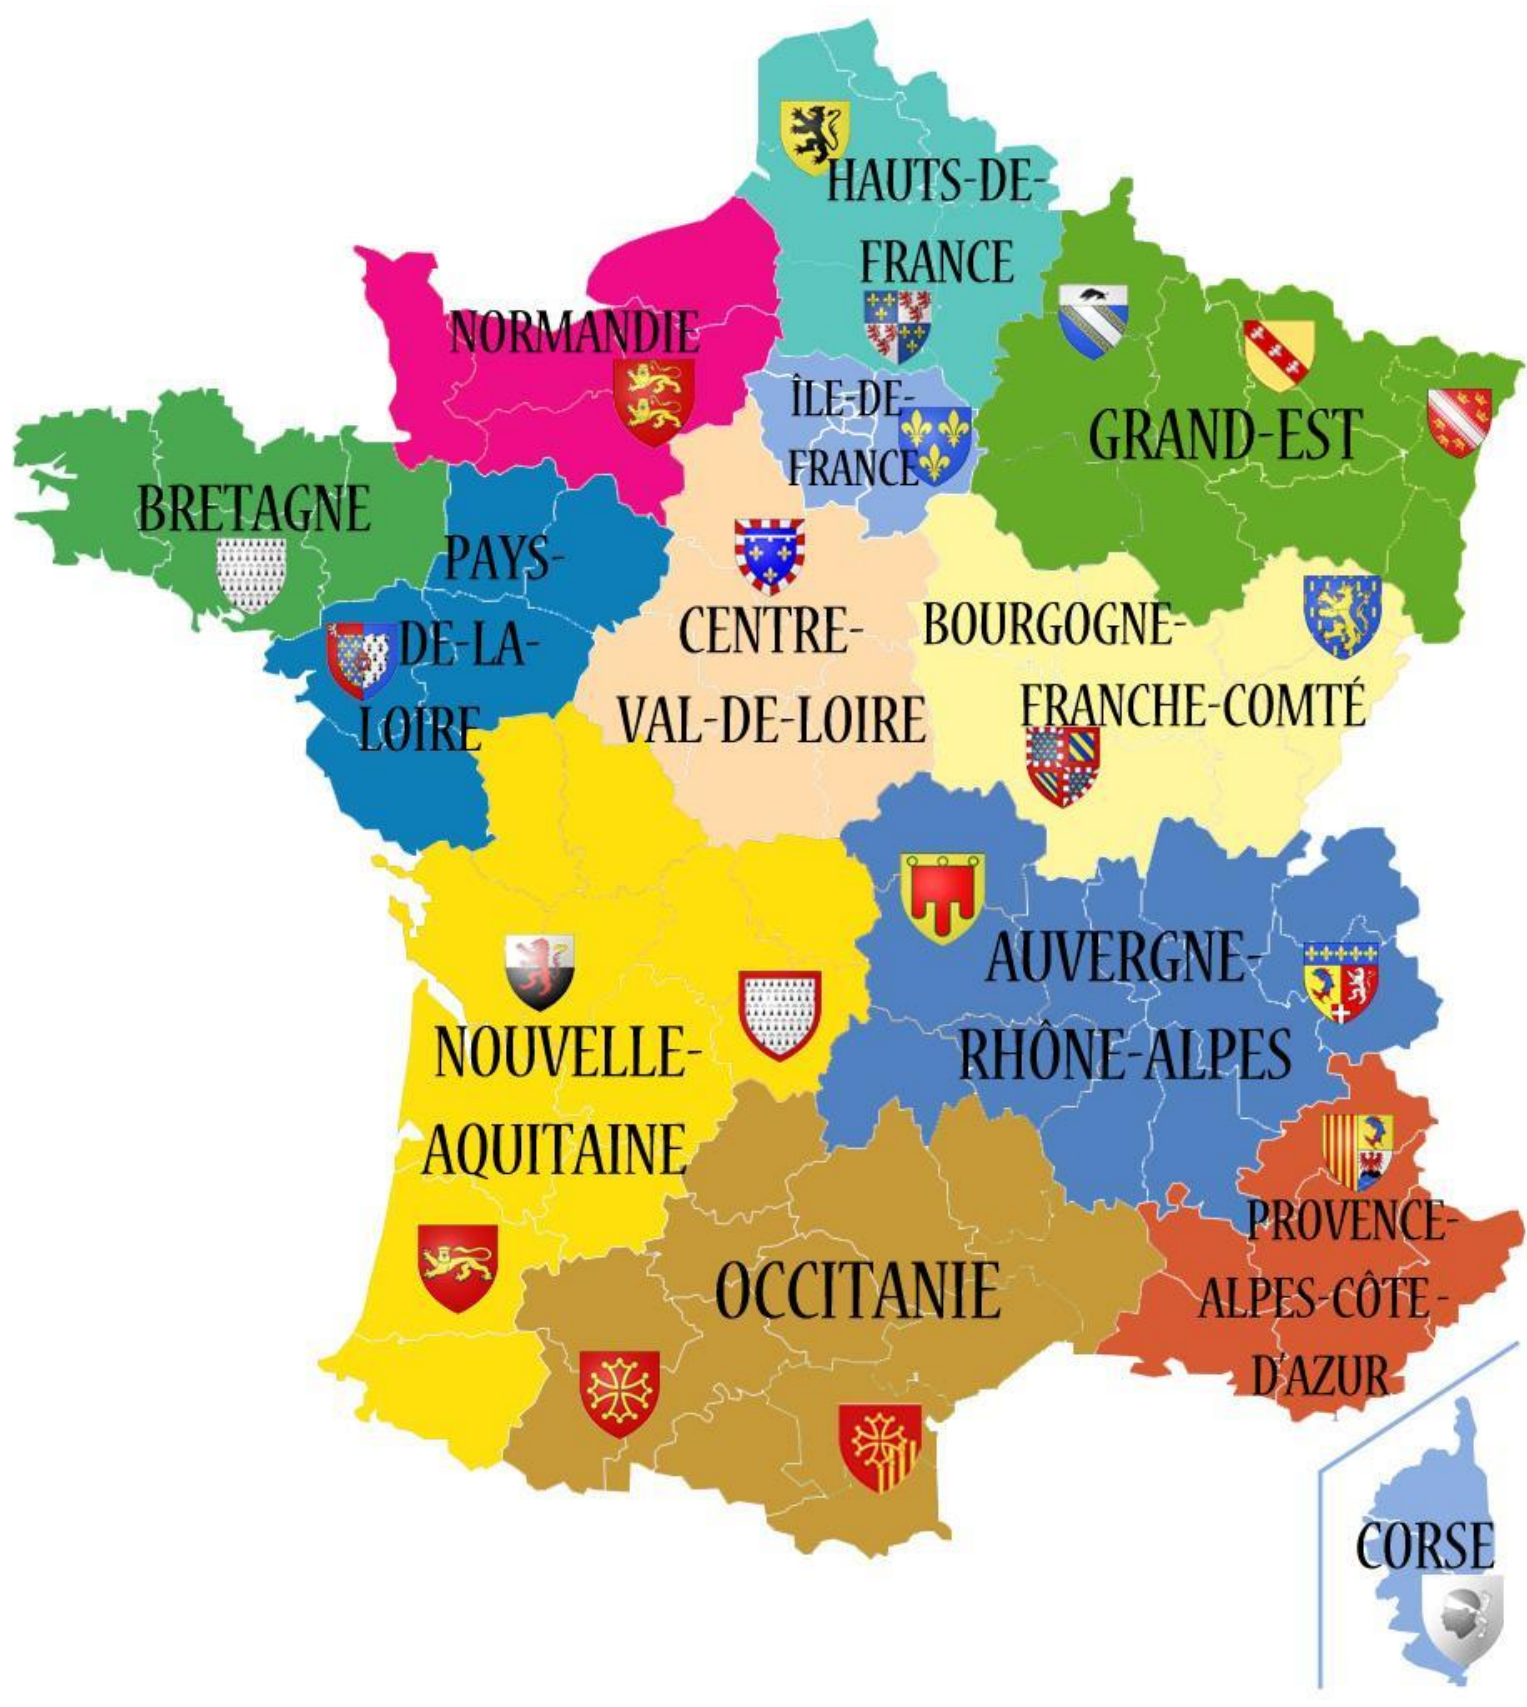 HAUTS-DE-
FRANCE
NORMANDIE
ÎLE-DE-
FRANCE
GRAND-EST
BRETAGNE
PAYS-
DE-LA-
LOIRE
CENTRE-
VAL-DE-LOIRE
BOURGOGNE-
FRANCHE-COMTÉ
NOUVELLE-
AQUITAINE
AUVERGNE-
RHÔNE-ALPES
OCCITANIE
PROVENCE-
ALPES-CÔTE-
D'AZUR
CORSE